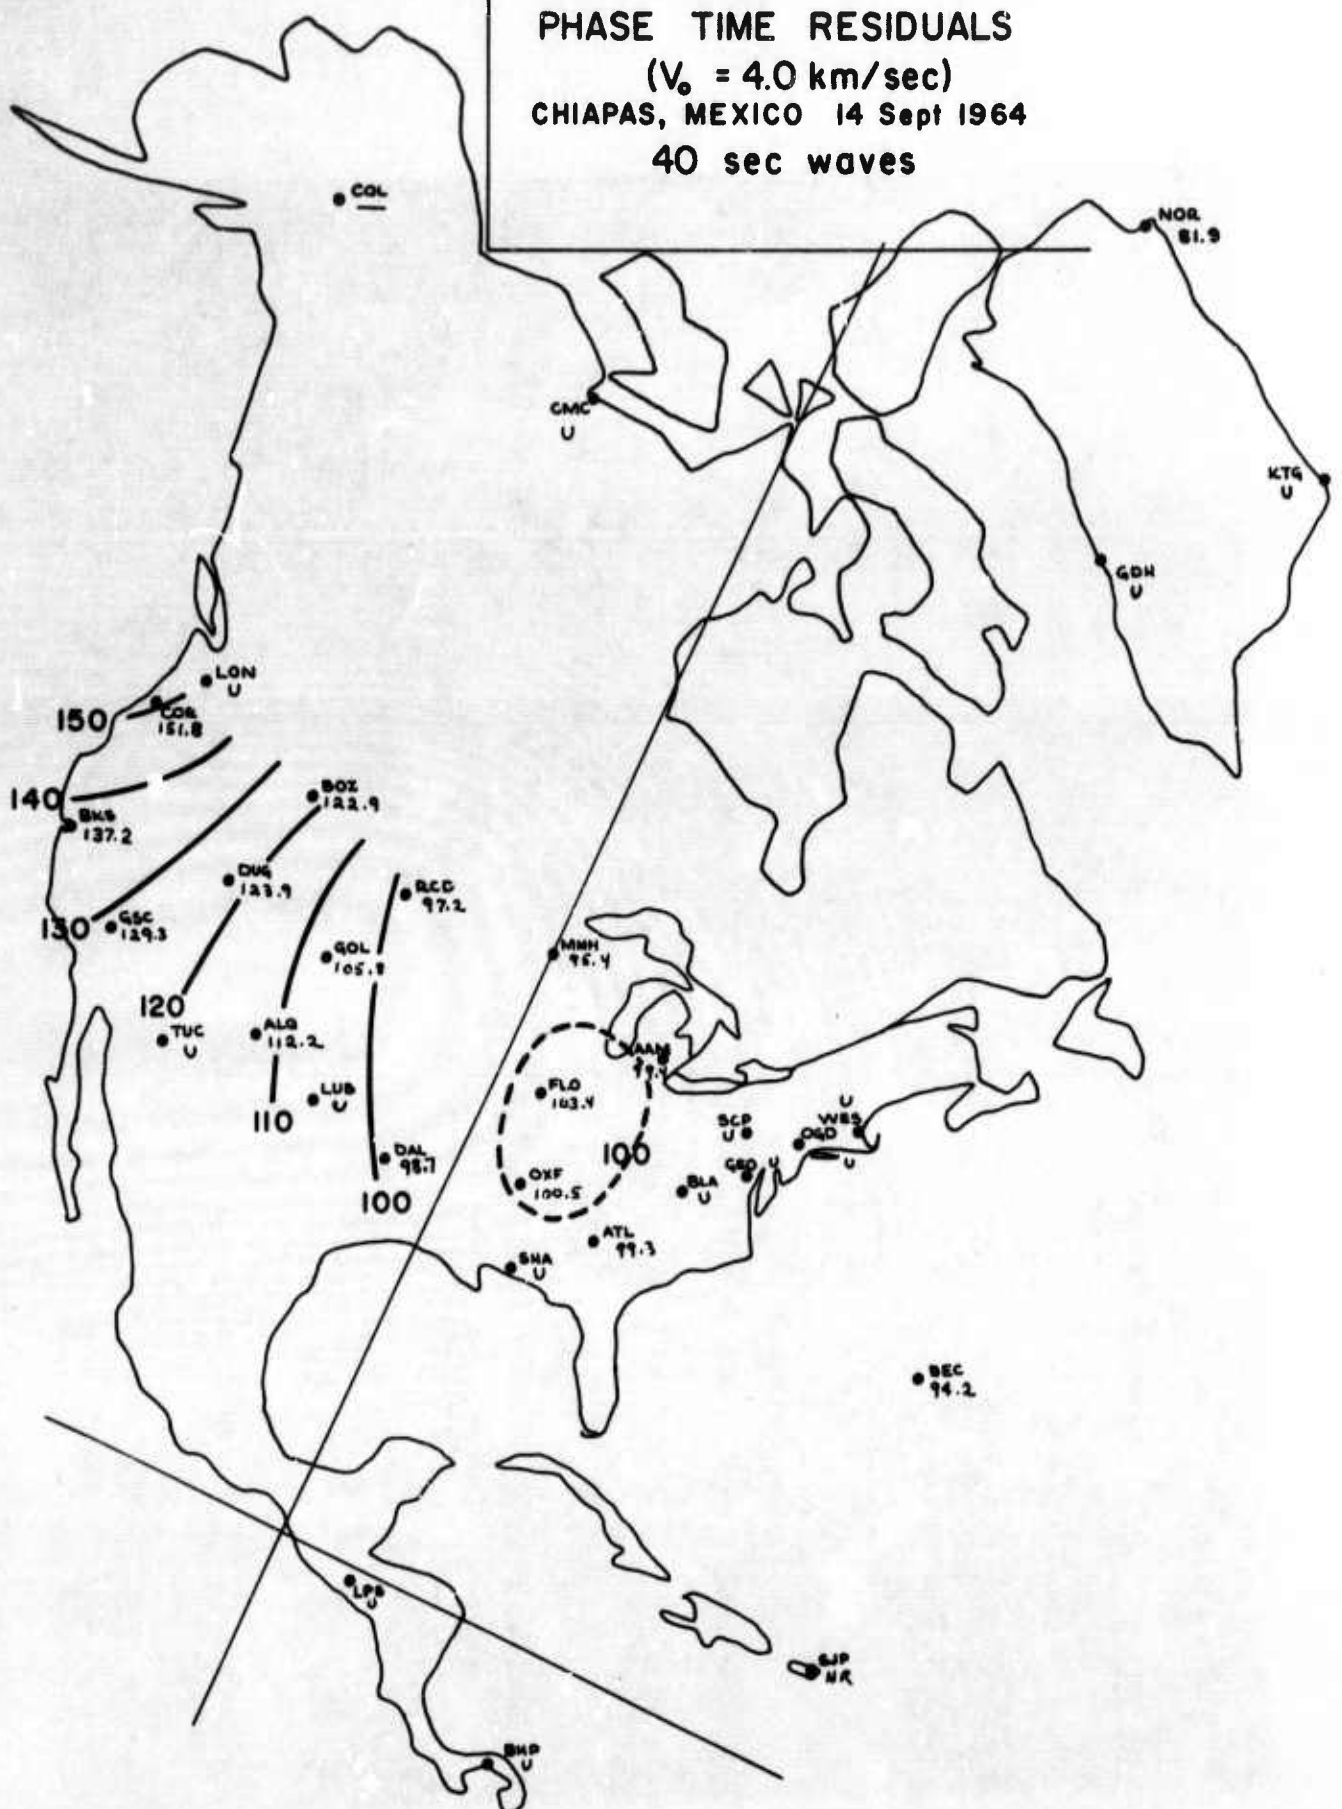 PHASE TIME RESIDUALS
(V₀ = 4.0 km/sec)
CHIAPAS, MEXICO 14 Sept 1964
40 sec waves
COL
NOR
81.9
CMC
U
KTG
U
GDH
U
LON
U
150
COR
151.8
140
BKS
137.2
BOZ
122.9
DUG
123.9
RCD
97.2
130
GSC
129.3
GOL
105.8
MNH
95.4
120
TUC
U
ALQ
112.2
AAM
99.4
FLO
103.4
LUB
U
110
SCP
U
U
WES
OGD
U
100
DAL
98.7
OXF
100.5
GEO U
BLA
U
100
ATL
99.3
SHA
U
BEC
94.2
LPS
U
SJP
NR
BHP
U